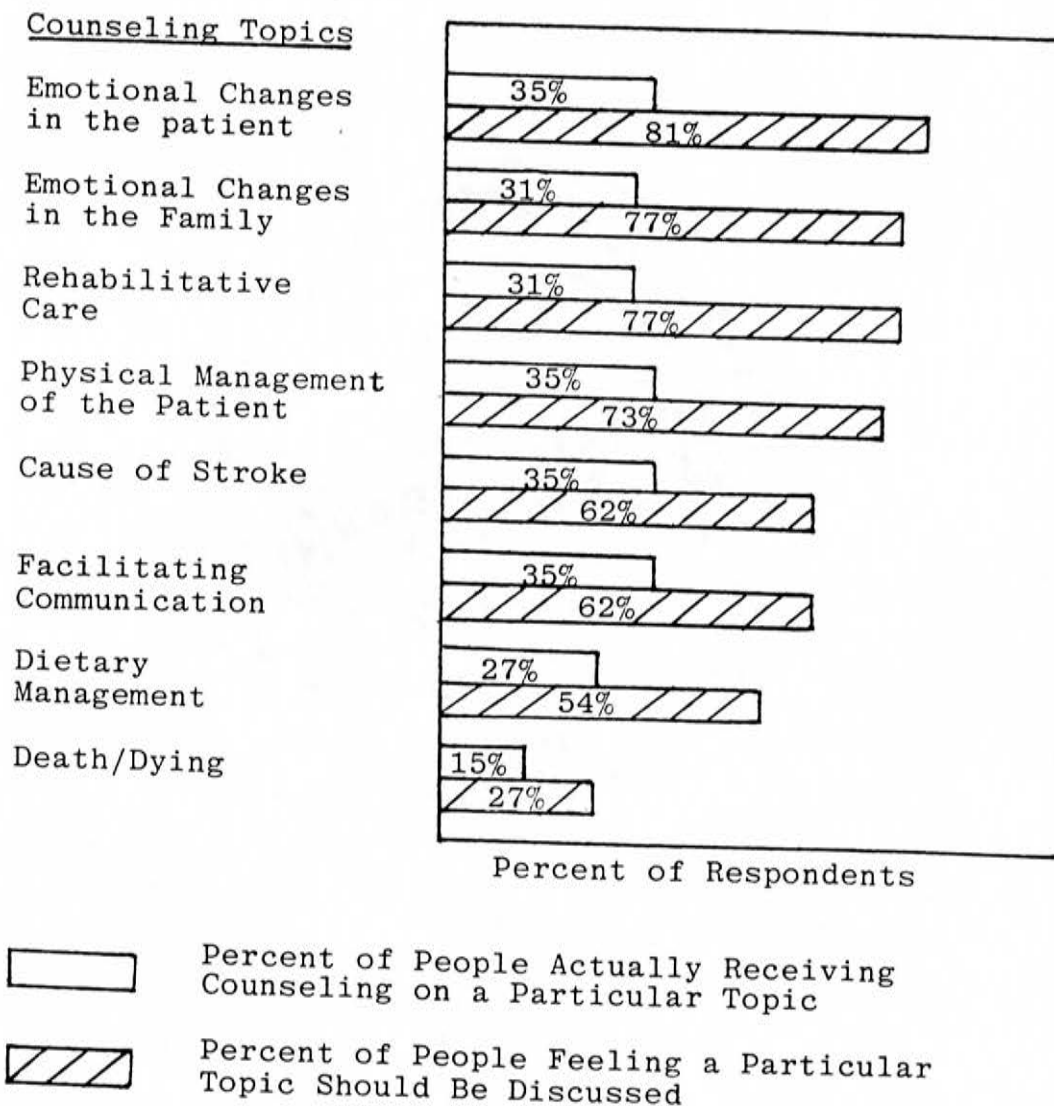 Counseling Topics
Emotional Changes
in the patient
35%
81%
Emotional Changes
in the Family
31%
77%
Rehabilitative
Care
31%
77%
Physical Management
of the Patient
35%
73%
Cause of Stroke
35%
62%
Facilitating
Communication
35%
62%
Dietary
Management
27%
54%
Death/Dying
15%
27%
Percent of Respondents
Percent of People Actually Receiving
Counseling on a Particular Topic
Percent of People Feeling a Particular
Topic Should Be Discussed